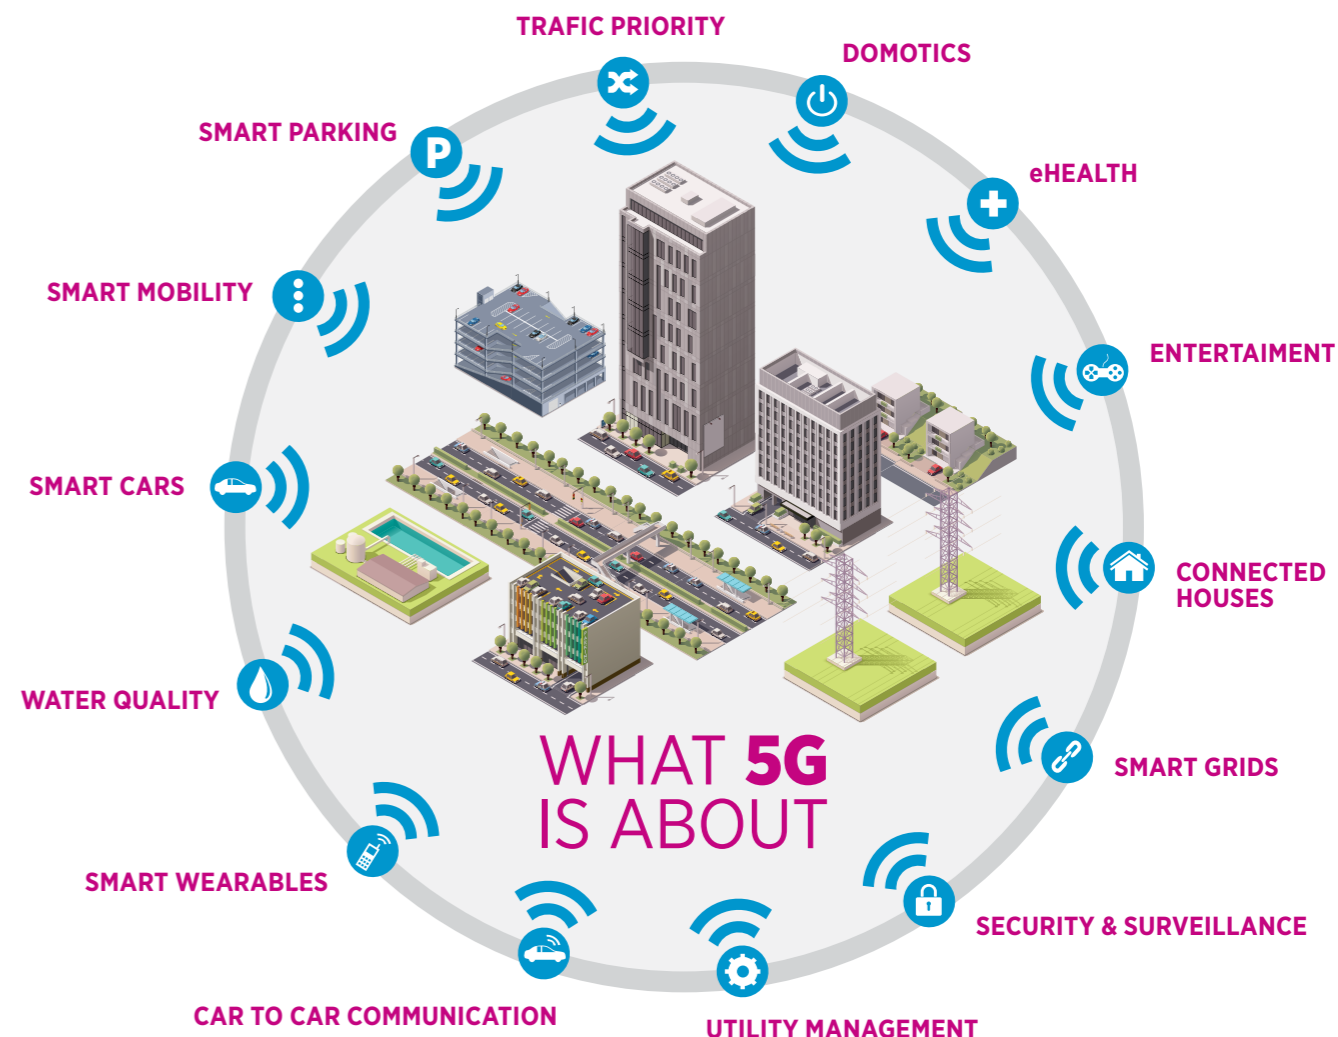 TRAFIC PRIORITY
DOMOTICS
SMART PARKING
eHEALTH
SMART MOBILITY
ENTERTAIMENT
SMART CARS
CONNECTED
HOUSES
WATER QUALITY
SMART GRIDS
WHAT 5G
IS ABOUT
SMART WEARABLES
SECURITY & SURVEILLANCE
CAR TO CAR COMMUNICATION
UTILITY MANAGEMENT
P